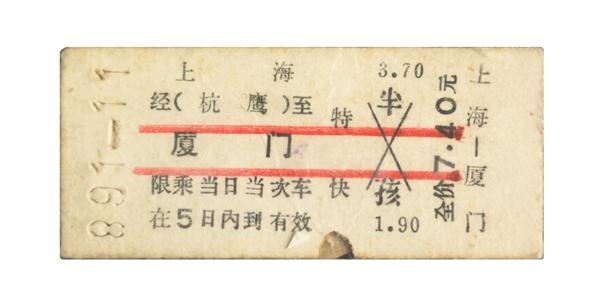 891-11
上海
经(杭鹰)至
厦门
限乘当日当次车
在5日内到有效
特快
3.70
半
孩
1.90
全价7.40元
上海—厦门